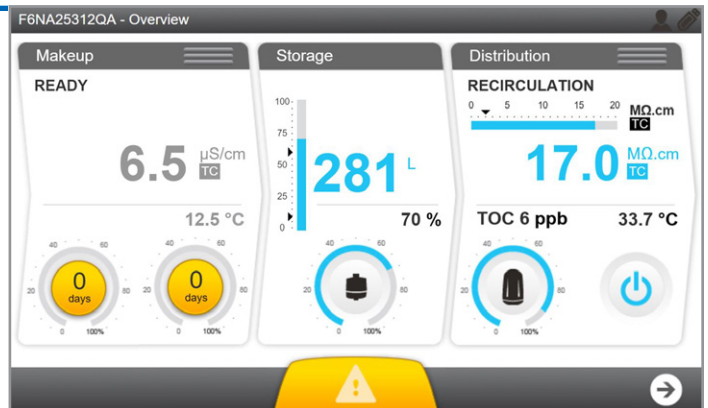 F6NA25312QA - Overview
Makeup
READY
6.5 µS/cm
TC
12.5 °C
0
days
0
days
20 40 60 80
0 100%
20 40 60 80
0 100%
Storage
100
75
50
25
0
281 L
70 %
20 40 60 80
0 100%
Distribution
RECIRCULATION
0 5 10 15 20 MΩ.cm
TC
17.0 MΩ.cm
TC
TOC 6 ppb 33.7 °C
20 40 60 80
0 100%